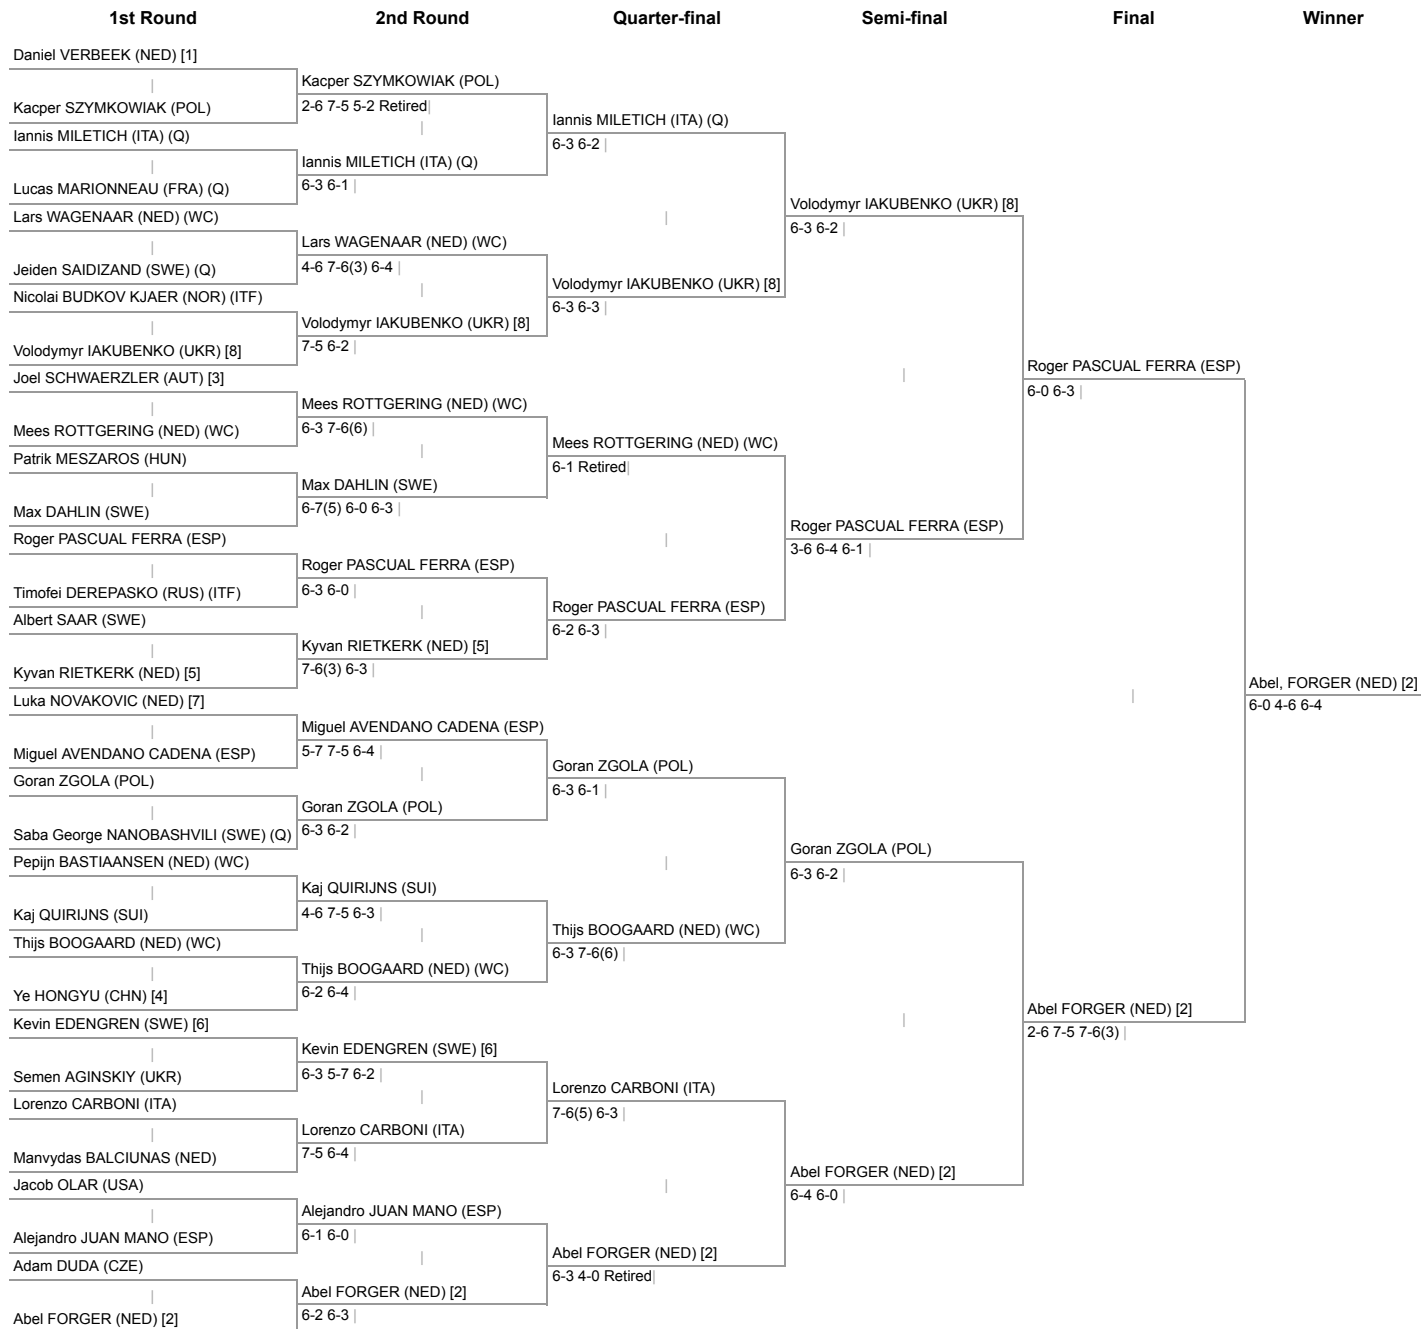 1st Round
2nd Round
Quarter-final
Semi-final
Final
Winner
Daniel VERBEEK (NED) [1]
Kacper SZYMKOWIAK (POL)
Iannis MILETICH (ITA) (Q)
Lucas MARIONNEAU (FRA) (Q)
Lars WAGENAAR (NED) (WC)
Jeiden SAIDIZAND (SWE) (Q)
Nicolai BUDKOV KJAER (NOR) (ITF)
Volodymyr IAKUBENKO (UKR) [8]
Joel SCHWAERZLER (AUT) [3]
Mees ROTTGERING (NED) (WC)
Patrik MESZAROS (HUN)
Max DAHLIN (SWE)
Roger PASCUAL FERRA (ESP)
Timofei DEREPASKO (RUS) (ITF)
Albert SAAR (SWE)
Kyvan RIETKERK (NED) [5]
Luka NOVAKOVIC (NED) [7]
Miguel AVENDANO CADENA (ESP)
Goran ZGOLA (POL)
Saba George NANOBASHVILI (SWE) (Q)
Pepijn BASTIAANSEN (NED) (WC)
Kaj QUIRIJNS (SUI)
Thijs BOOGAARD (NED) (WC)
Ye HONGYU (CHN) [4]
Kevin EDENGREN (SWE) [6]
Semen AGINSKIY (UKR)
Lorenzo CARBONI (ITA)
Manvydas BALCIUNAS (NED)
Jacob OLAR (USA)
Alejandro JUAN MANO (ESP)
Adam DUDA (CZE)
Abel FORGER (NED) [2]
Kacper SZYMKOWIAK (POL)
2-6 7-5 5-2 Retired
Iannis MILETICH (ITA) (Q)
6-3 6-1
Lars WAGENAAR (NED) (WC)
4-6 7-6(3) 6-4
Volodymyr IAKUBENKO (UKR) [8]
7-5 6-2
Mees ROTTGERING (NED) (WC)
6-3 7-6(6)
Max DAHLIN (SWE)
6-7(5) 6-0 6-3
Roger PASCUAL FERRA (ESP)
6-3 6-0
Kyvan RIETKERK (NED) [5]
7-6(3) 6-3
Miguel AVENDANO CADENA (ESP)
5-7 7-5 6-4
Goran ZGOLA (POL)
6-3 6-2
Kaj QUIRIJNS (SUI)
4-6 7-5 6-3
Thijs BOOGAARD (NED) (WC)
6-2 6-4
Kevin EDENGREN (SWE) [6]
6-3 5-7 6-2
Lorenzo CARBONI (ITA)
7-5 6-4
Alejandro JUAN MANO (ESP)
6-1 6-0
Abel FORGER (NED) [2]
6-2 6-3
Iannis MILETICH (ITA) (Q)
6-3 6-2
Volodymyr IAKUBENKO (UKR) [8]
6-3 6-3
Mees ROTTGERING (NED) (WC)
6-1 Retired
Roger PASCUAL FERRA (ESP)
6-2 6-3
Goran ZGOLA (POL)
6-3 6-1
Thijs BOOGAARD (NED) (WC)
6-3 7-6(6)
Lorenzo CARBONI (ITA)
7-6(5) 6-3
Abel FORGER (NED) [2]
6-3 4-0 Retired
Volodymyr IAKUBENKO (UKR) [8]
6-3 6-2
Roger PASCUAL FERRA (ESP)
3-6 6-4 6-1
Goran ZGOLA (POL)
6-3 6-2
Abel FORGER (NED) [2]
6-4 6-0
Roger PASCUAL FERRA (ESP)
6-0 6-3
Abel FORGER (NED) [2]
2-6 7-5 7-6(3)
Abel, FORGER (NED) [2]
6-0 4-6 6-4